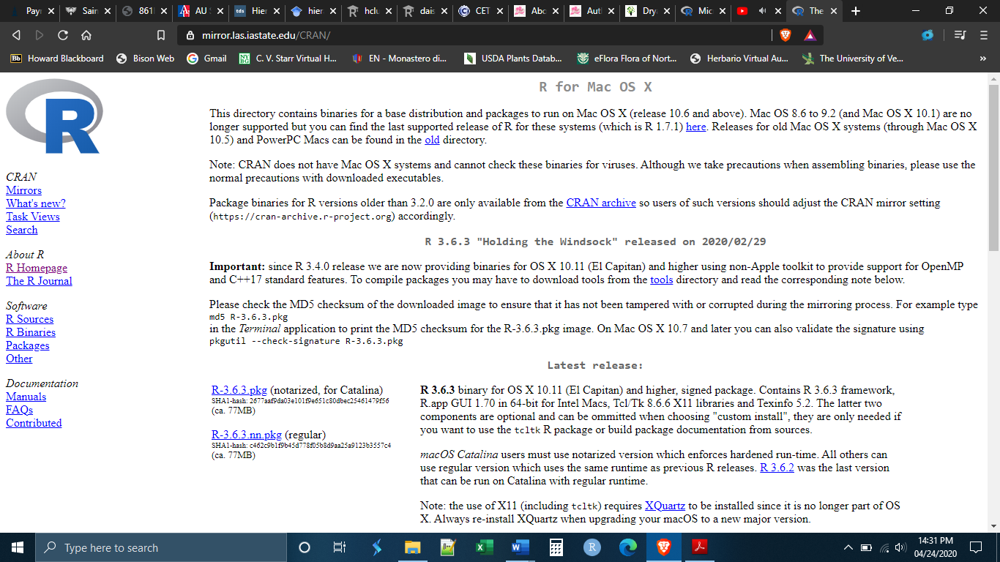 Payr
Sain
861
AU S
tds
Hier
hier
hclu
dais
CET
Abo
Auth
Drya
Mic
The
mirror.las.iastate.edu/CRAN/
Bb Howard Blackboard
Bison Web
Gmail
NY BG C. V. Starr Virtual H...
EN - Monastero di...
USDA Plants Datab...
eFlora Flora of Nort...
Herbario Virtual Au...
The University of Ve...
R
CRAN
Mirrors
What's new?
Task Views
Search
About R
R Homepage
The R Journal
Software
R Sources
R Binaries
Packages
Other
Documentation
Manuals
FAQs
Contributed
R for Mac OS X
This directory contains binaries for a base distribution and packages to run on Mac OS X (release 10.6 and above). Mac OS 8.6 to 9.2 (and Mac OS X 10.1) are no
longer supported but you can find the last supported release of R for these systems (which is R 1.7.1) here. Releases for old Mac OS X systems (through Mac OS X
10.5) and PowerPC Macs can be found in the old directory.
Note: CRAN does not have Mac OS X systems and cannot check these binaries for viruses. Although we take precautions when assembling binaries, please use the
normal precautions with downloaded executables.
Package binaries for R versions older than 3.2.0 are only available from the CRAN archive so users of such versions should adjust the CRAN mirror setting
(https://cran-archive.r-project.org) accordingly.
R 3.6.3 "Holding the Windsock" released on 2020/02/29
Important: since R 3.4.0 release we are now providing binaries for OS X 10.11 (El Capitan) and higher using non-Apple toolkit to provide support for OpenMP
and C++17 standard features. To compile packages you may have to download tools from the tools directory and read the corresponding note below.
Please check the MD5 checksum of the downloaded image to ensure that it has not been tampered with or corrupted during the mirroring process. For example type
md5 R-3.6.3.pkg
in the Terminal application to print the MD5 checksum for the R-3.6.3.pkg image. On Mac OS X 10.7 and later you can also validate the signature using
pkgutil --check-signature R-3.6.3.pkg
Latest release:
R-3.6.3.pkg (notarized, for Catalina)
SHA1-hash: 2677aaf9da03e101f9e651c80dbec25461479f56
(ca. 77MB)
R-3.6.3.nn.pkg (regular)
SHA1-hash: c462c9b1f9b45d778f05b8d9aa25a9123b3557c4
(ca. 77MB)
R 3.6.3 binary for OS X 10.11 (El Capitan) and higher, signed package. Contains R 3.6.3 framework,
R.app GUI 1.70 in 64-bit for Intel Macs, Tcl/Tk 8.6.6 X11 libraries and Texinfo 5.2. The latter two
components are optional and can be ommitted when choosing "custom install", they are only needed if
you want to use the tcltk R package or build package documentation from sources.
macOS Catalina users must use notarized version which enforces hardened run-time. All others can
use regular version which uses the same runtime as previous R releases. R 3.6.2 was the last version
that can be run on Catalina with regular runtime.
Note: the use of X11 (including tcltk) requires XQuartz to be installed since it is no longer part of OS
X. Always re-install XQuartz when upgrading your macOS to a new major version.
Type here to search
14:31 PM
04/24/2020